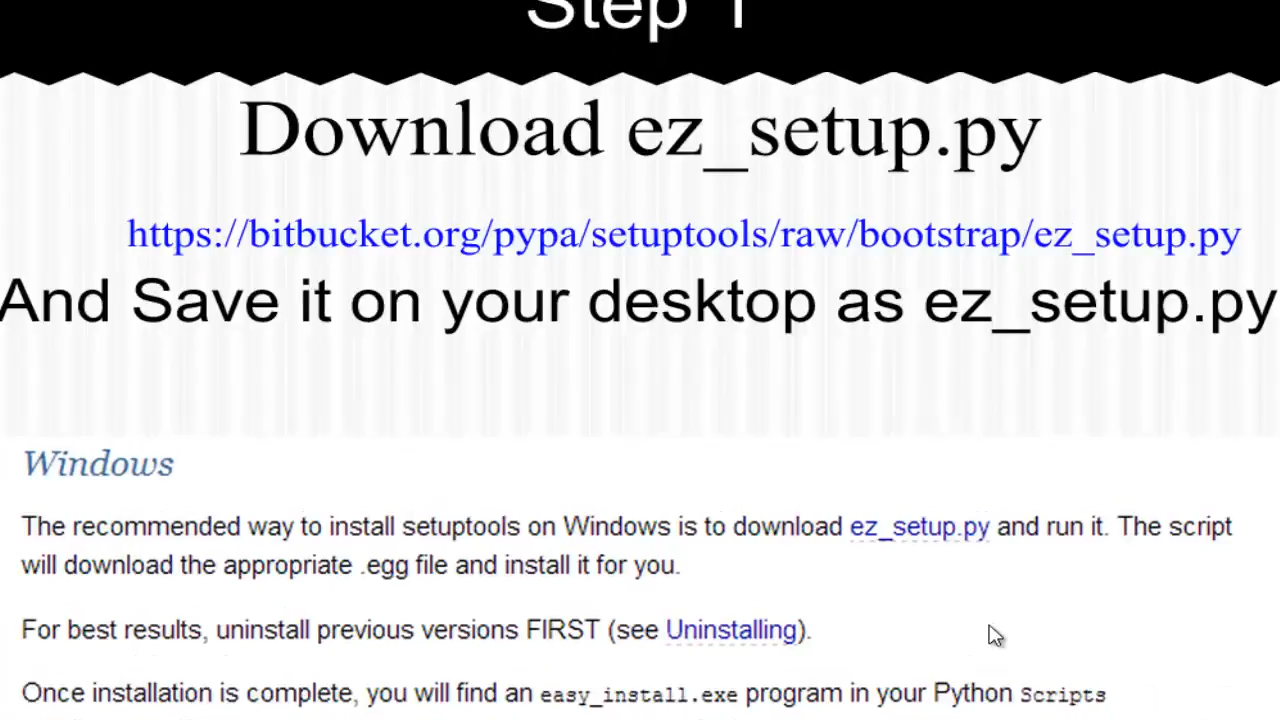 Step 1
Download ez_setup.py
https://bitbucket.org/pypa/setuptools/raw/bootstrap/ez_setup.py
And Save it on your desktop as ez_setup.py
Windows
The recommended way to install setuptools on Windows is to download ez_setup.py and run it. The script
will download the appropriate .egg file and install it for you.
For best results, uninstall previous versions FIRST (see Uninstalling).
Once installation is complete, you will find an easy_install.exe program in your Python Scripts